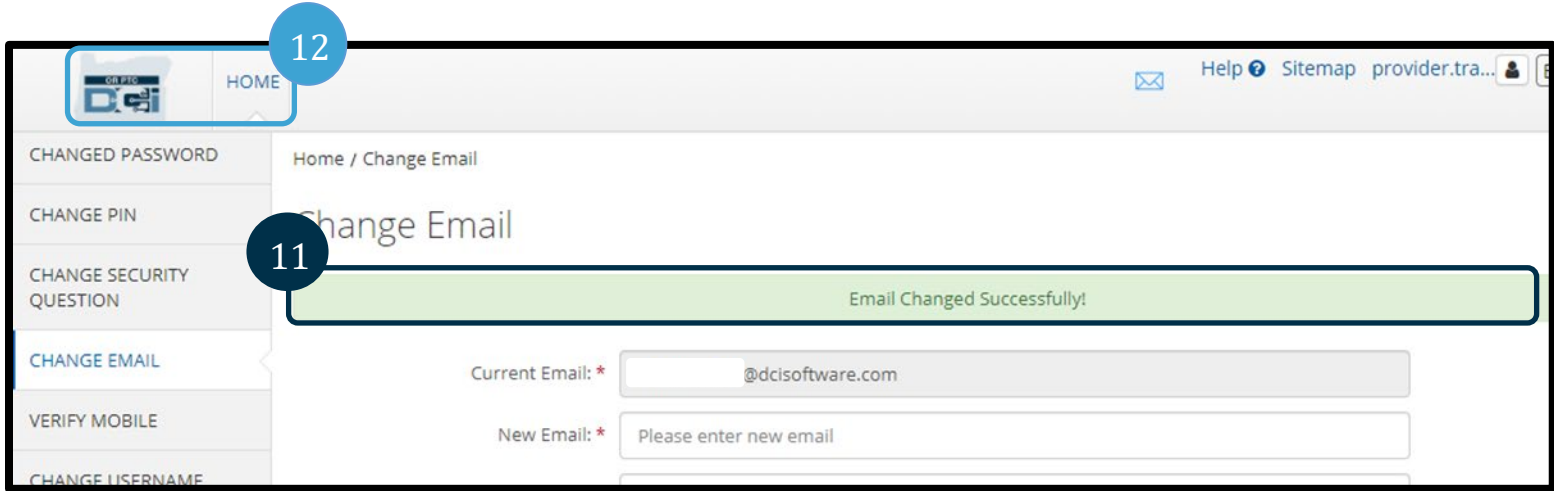 12
OR PTC
DCi
HOME
Help ? Sitemap provider.tra...
CHANGED PASSWORD
Home / Change Email
CHANGE PIN
Change Email
11
CHANGE SECURITY
QUESTION
Email Changed Successfully!
CHANGE EMAIL
Current Email: * @dcisoftware.com
VERIFY MOBILE
New Email: * Please enter new email
CHANGE USERNAME